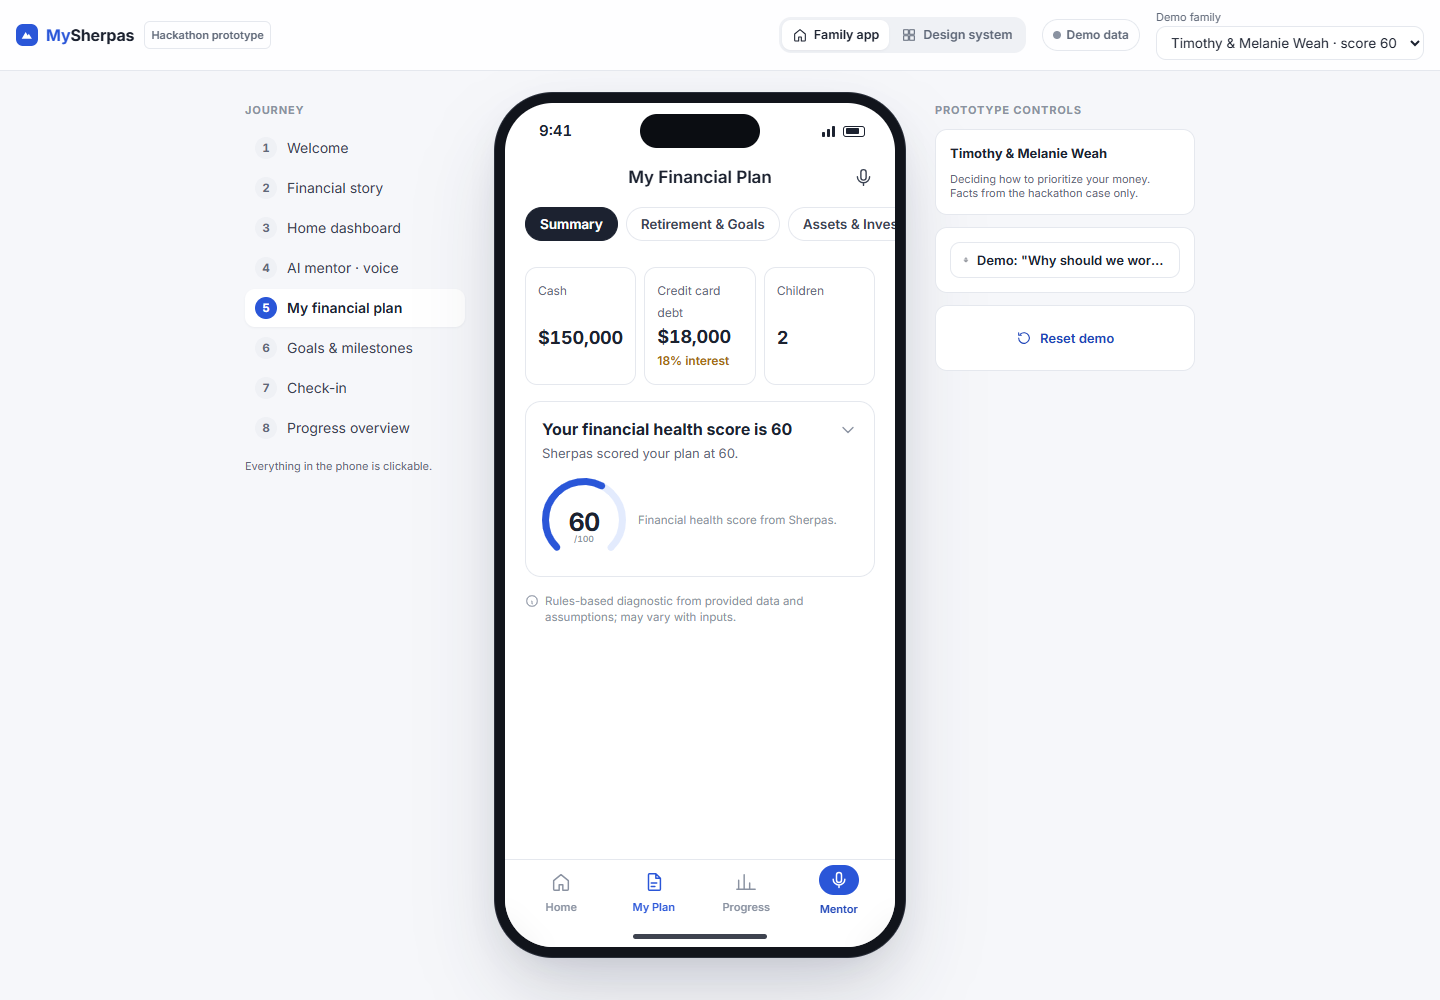 MySherpas
Hackathon prototype
Family app
Design system
Demo data
Demo family
Timothy & Melanie Weah · score 60
JOURNEY
1 Welcome
2 Financial story
3 Home dashboard
4 AI mentor · voice
5 My financial plan
6 Goals & milestones
7 Check-in
8 Progress overview
Everything in the phone is clickable.
9:41
My Financial Plan
Summary
Retirement & Goals
Assets & Inves
Cash
$150,000
Credit card
debt
$18,000
18% interest
Children
2
Your financial health score is 60
Sherpas scored your plan at 60.
60
/100
Financial health score from Sherpas.
Rules-based diagnostic from provided data and
assumptions; may vary with inputs.
Home
My Plan
Progress
Mentor
PROTOTYPE CONTROLS
Timothy & Melanie Weah
Deciding how to prioritize your money.
Facts from the hackathon case only.
Demo: "Why should we wor...
Reset demo